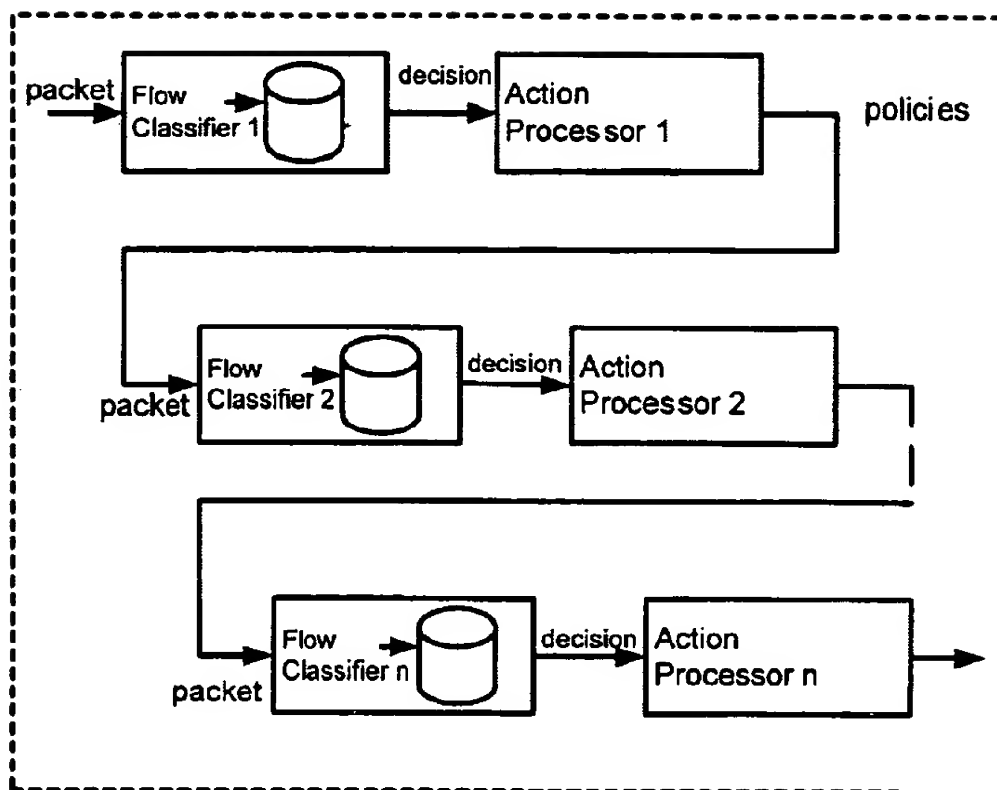 packet
Flow
Classifier 1
decision
Action
Processor 1
policies
packet
Flow
Classifier 2
decision
Action
Processor 2
packet
Flow
Classifier n
decision
Action
Processor n